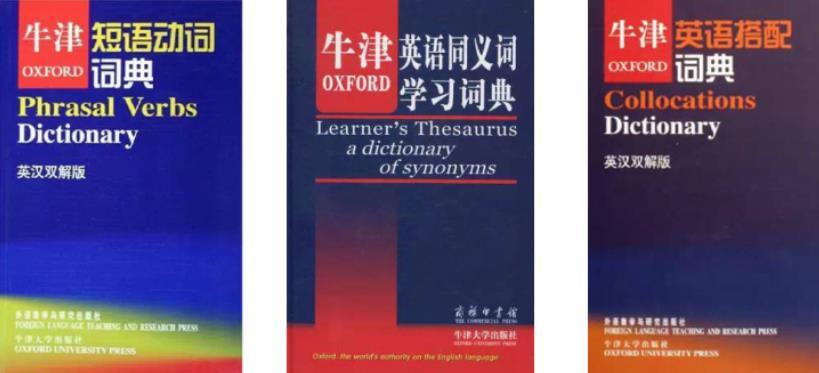 牛津
OXFORD
短语动词
词典
Phrasal Verbs
Dictionary
英汉双解版
外语教学与研究出版社
FOREIGN LANGUAGE TEACHING AND RESEARCH PRESS
牛津大学出版社
OXFORD UNIVERSITY PRESS
牛津
OXFORD
英语同义词
学习词典
Learner's Thesaurus
a dictionary
of synonyms
商务印书馆
THE COMMERCIAL PRESS
牛津大学出版社
OXFORD UNIVERSITY PRESS
Oxford. the world's authority on the English language
牛津
OXFORD
英语搭配
词典
Collocations
Dictionary
英汉双解版
外语教学与研究出版社
FOREIGN LANGUAGE TEACHING AND RESEARCH PRESS
牛津大学出版社
OXFORD UNIVERSITY PRESS